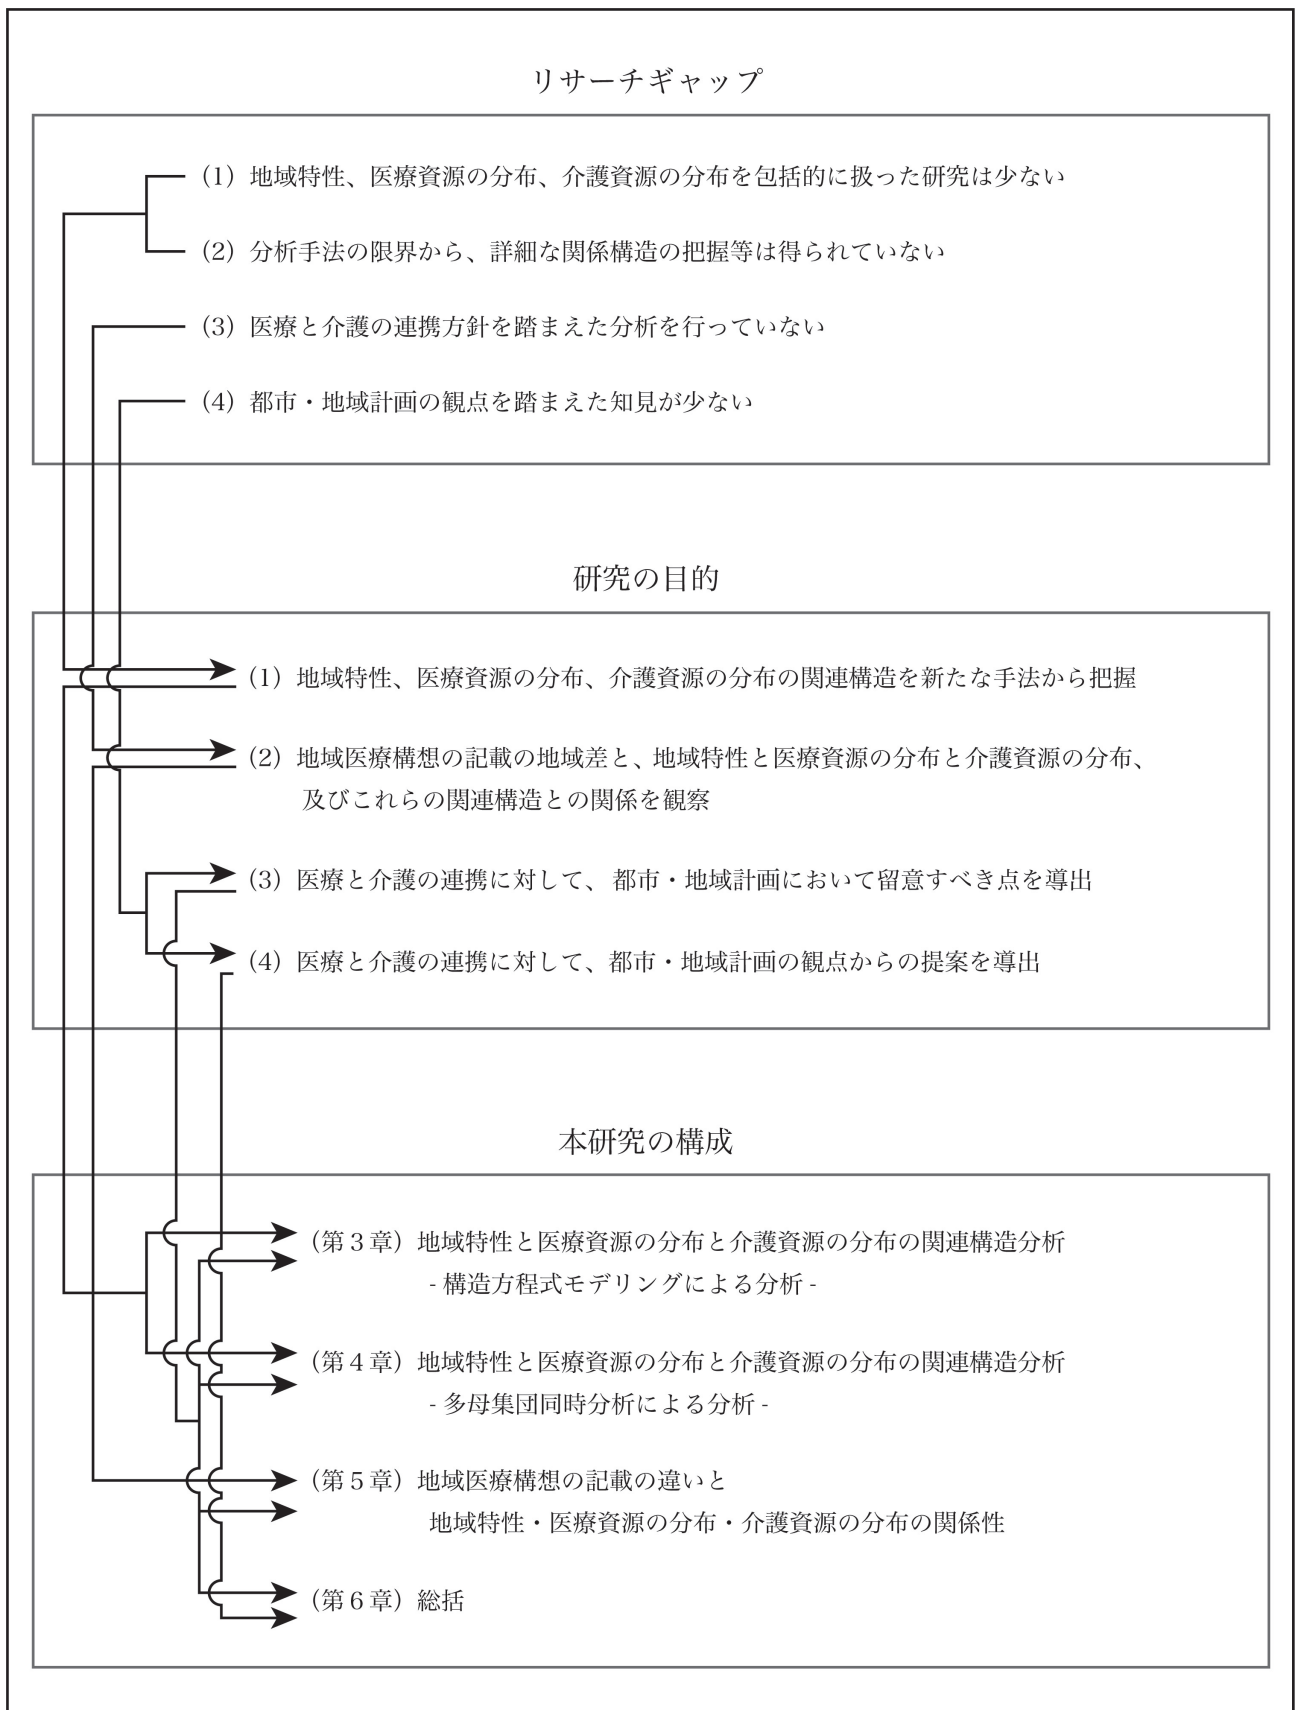 リサーチギャップ
（1）地域特性、医療資源の分布、介護資源の分布を包括的に扱った研究は少ない
（2）分析手法の限界から、詳細な関係構造の把握等は得られていない
（3）医療と介護の連携方針を踏まえた分析を行っていない
（4）都市・地域計画の観点を踏まえた知見が少ない
研究の目的
（1）地域特性、医療資源の分布、介護資源の分布の関連構造を新たな手法から把握
（2）地域医療構想の記載の地域差と、地域特性と医療資源の分布と介護資源の分布、
及びこれらの関連構造との関係を観察
（3）医療と介護の連携に対して、都市・地域計画において留意すべき点を導出
（4）医療と介護の連携に対して、都市・地域計画の観点からの提案を導出
本研究の構成
（第３章）地域特性と医療資源の分布と介護資源の分布の関連構造分析
- 構造方程式モデリングによる分析 -
（第４章）地域特性と医療資源の分布と介護資源の分布の関連構造分析
- 多母集団同時分析による分析 -
（第５章）地域医療構想の記載の違いと
地域特性・医療資源の分布・介護資源の分布の関係性
（第６章）総括